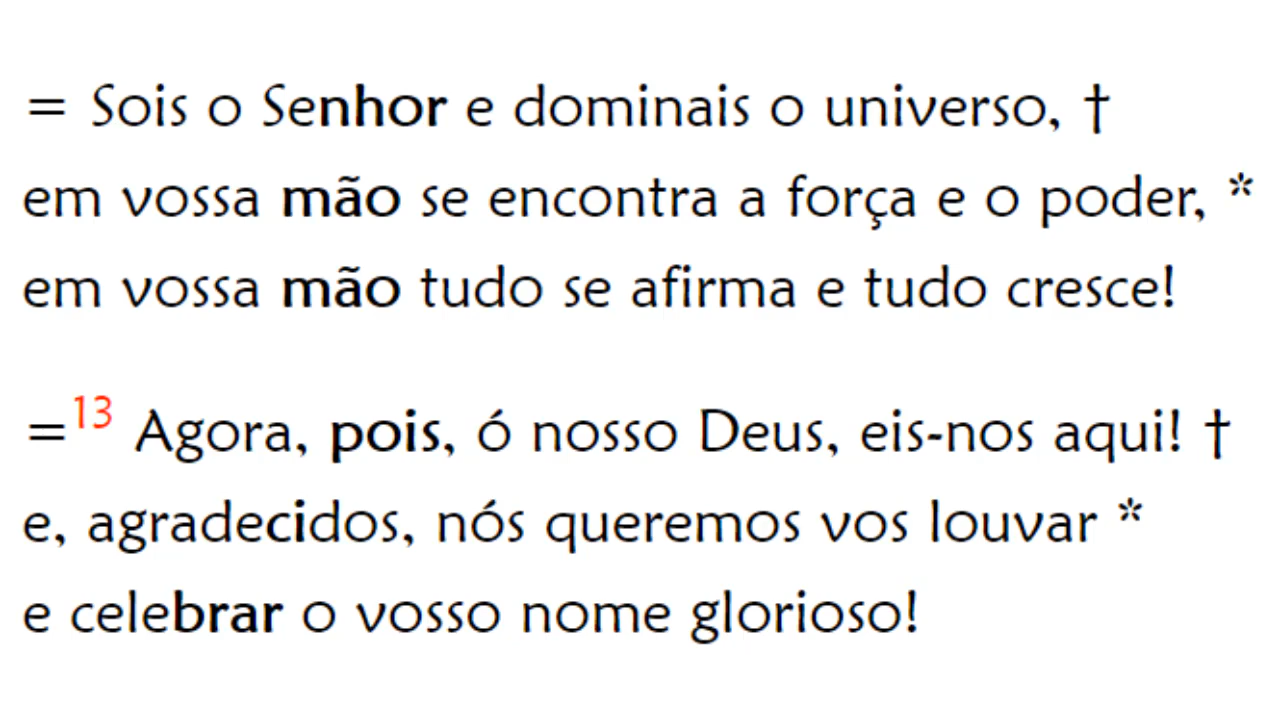 = Sois o Senhor e dominais o universo, †
em vossa mão se encontra a força e o poder, *
em vossa mão tudo se afirma e tudo cresce!
=13 Agora, pois, ó nosso Deus, eis-nos aqui! †
e, agradecidos, nós queremos vos louvar *
e celebrar o vosso nome glorioso!